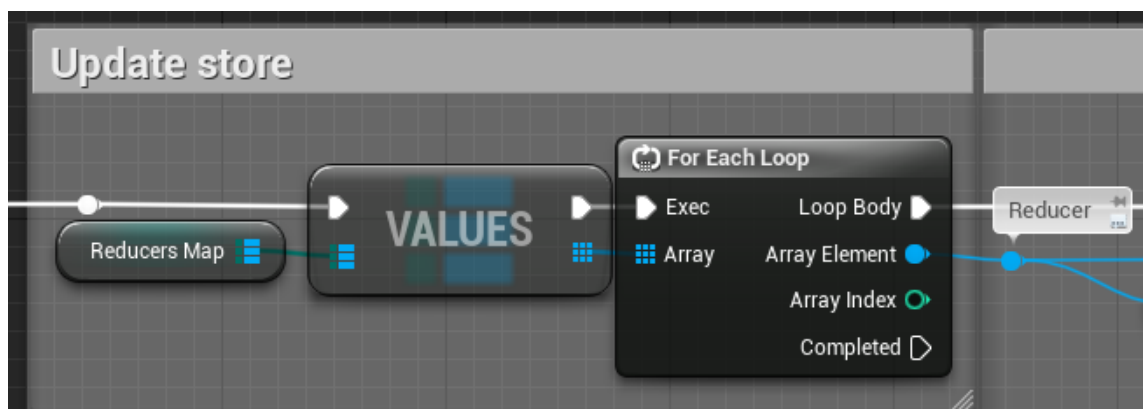 Update store
Reducers Map
VALUES
For Each Loop
Exec
Loop Body
Array
Array Element
Array Index
Completed
Reducer